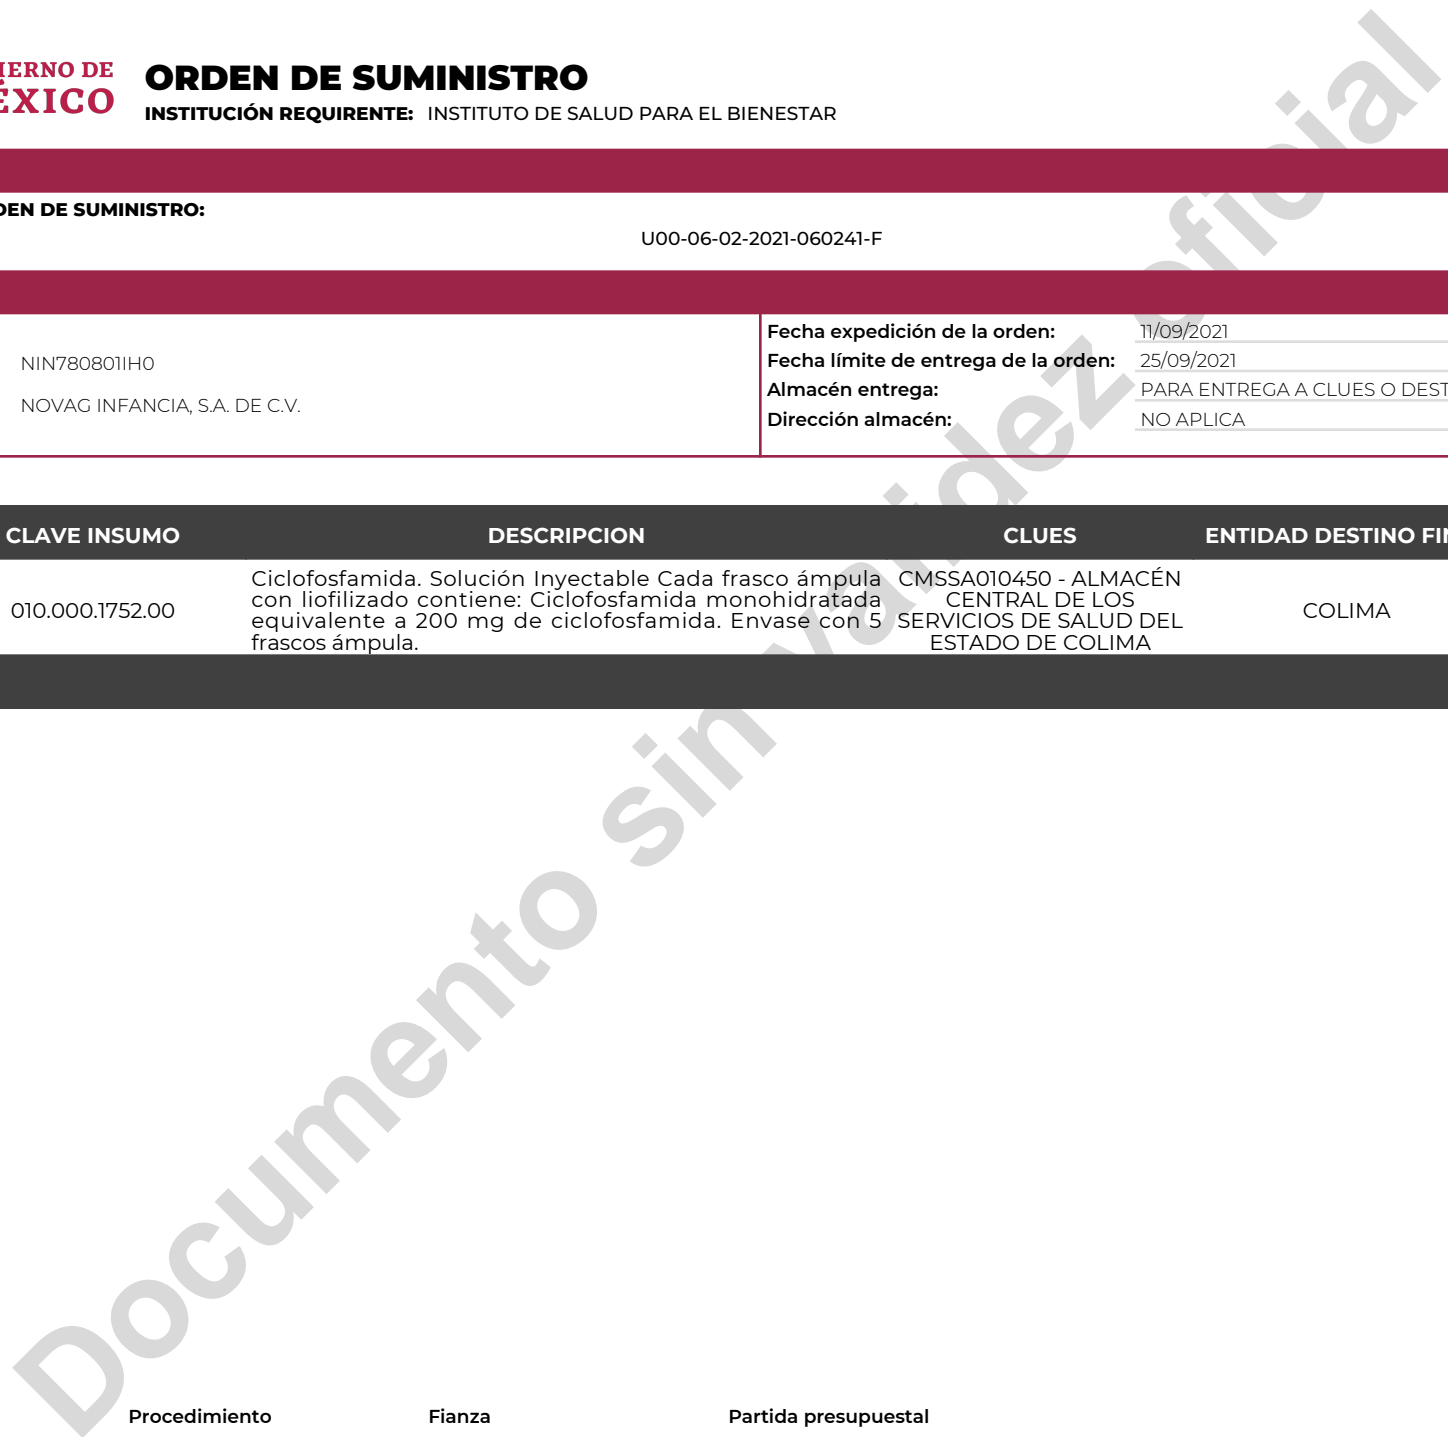 IERNO DE
ÉXICO
ORDEN DE SUMINISTRO
INSTITUCIÓN REQUIRENTE: INSTITUTO DE SALUD PARA EL BIENESTAR
DEN DE SUMINISTRO:
U00-06-02-2021-060241-F
NIN780801IH0
NOVAG INFANCIA, S.A. DE C.V.
Fecha expedición de la orden: 11/09/2021
Fecha límite de entrega de la orden: 25/09/2021
Almacén entrega: PARA ENTREGA A CLUES O DEST
Dirección almacén: NO APLICA
CLAVE INSUMO DESCRIPCION CLUES ENTIDAD DESTINO FIN
010.000.1752.00
Ciclofosfamida. Solución Inyectable Cada frasco ámpula
con liofilizado contiene: Ciclofosfamida monohidratada
equivalente a 200 mg de ciclofosfamida. Envase con 5
frascos ámpula.
CMSSA010450 - ALMACÉN
CENTRAL DE LOS
SERVICIOS DE SALUD DEL
ESTADO DE COLIMA
COLIMA
Documento sin validez oficial
Procedimiento Fianza Partida presupuestal